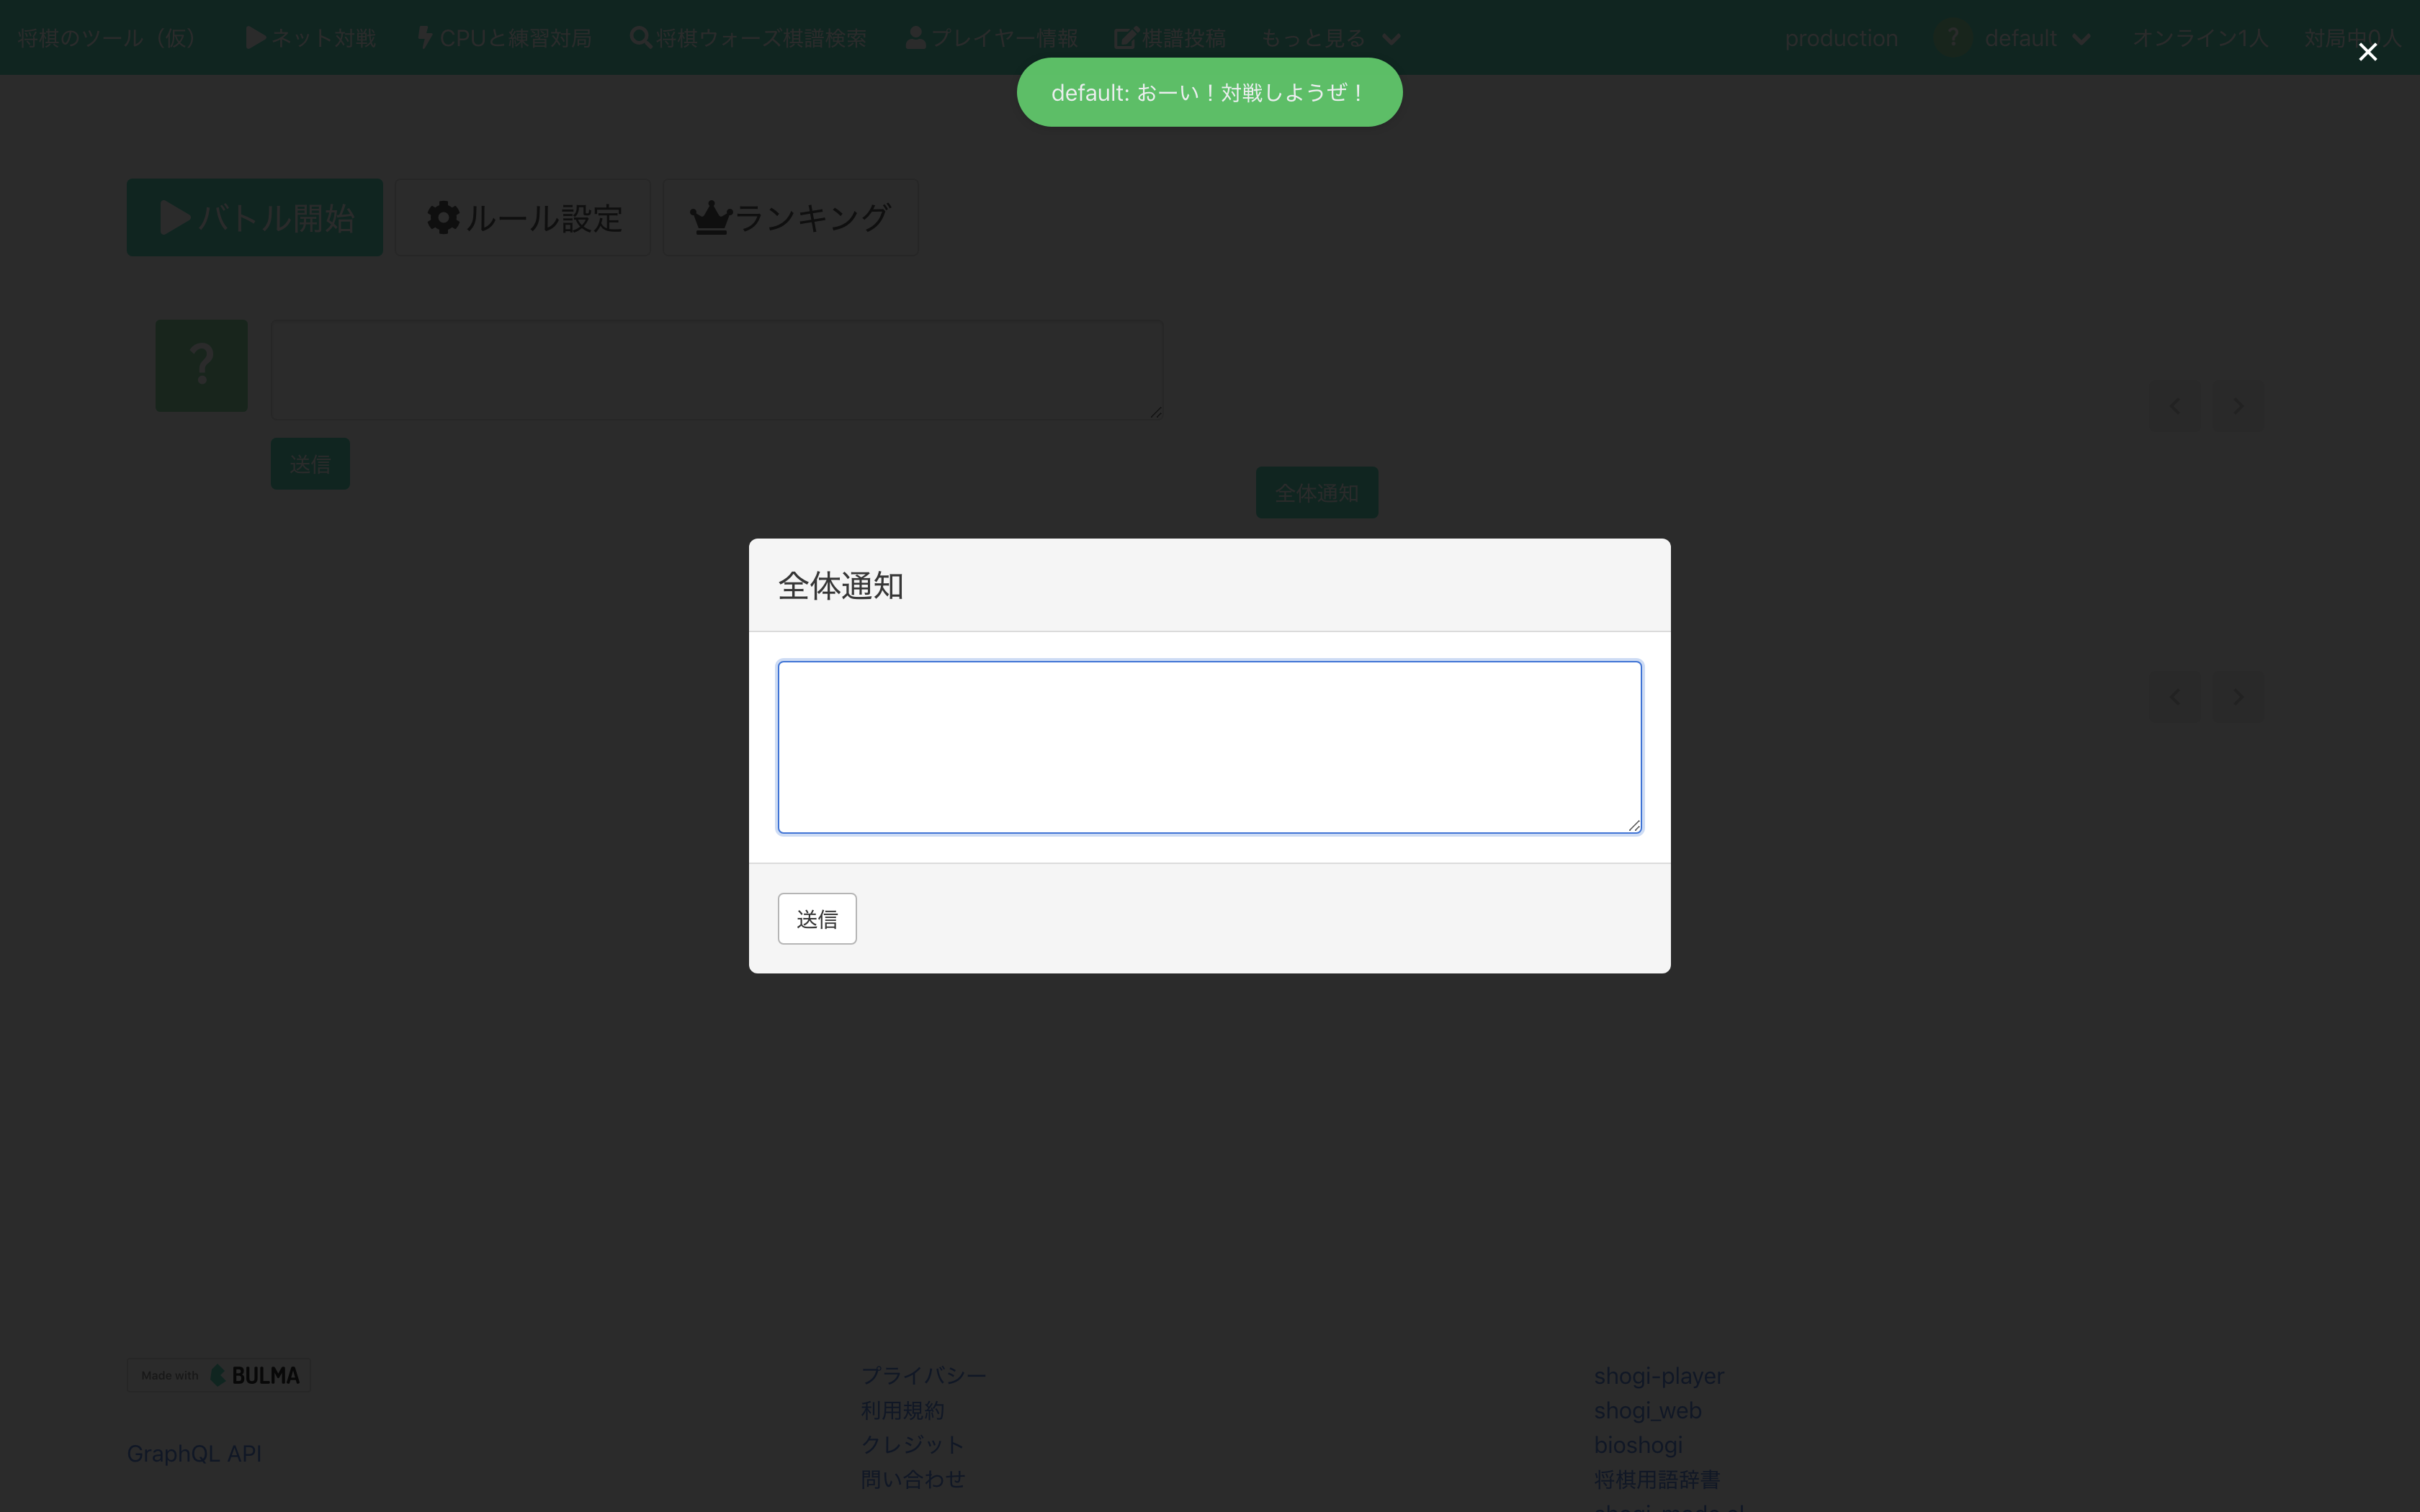 将棋のツール（仮） ネット対戦 CPUと練習対局 将棋ウォーズ棋譜検索 プレイヤー情報 棋譜投稿 もっと見る production ? default オンライン1人 対局中0人
default: おーい！対戦しようぜ！
バトル開始 ルール設定 ランキング
?
送信
全体通知
全体通知
送信
Made with BULMA
GraphQL API
プライバシー
利用規約
クレジット
問い合わせ
shogi-player
shogi_web
bioshogi
将棋用語辞書